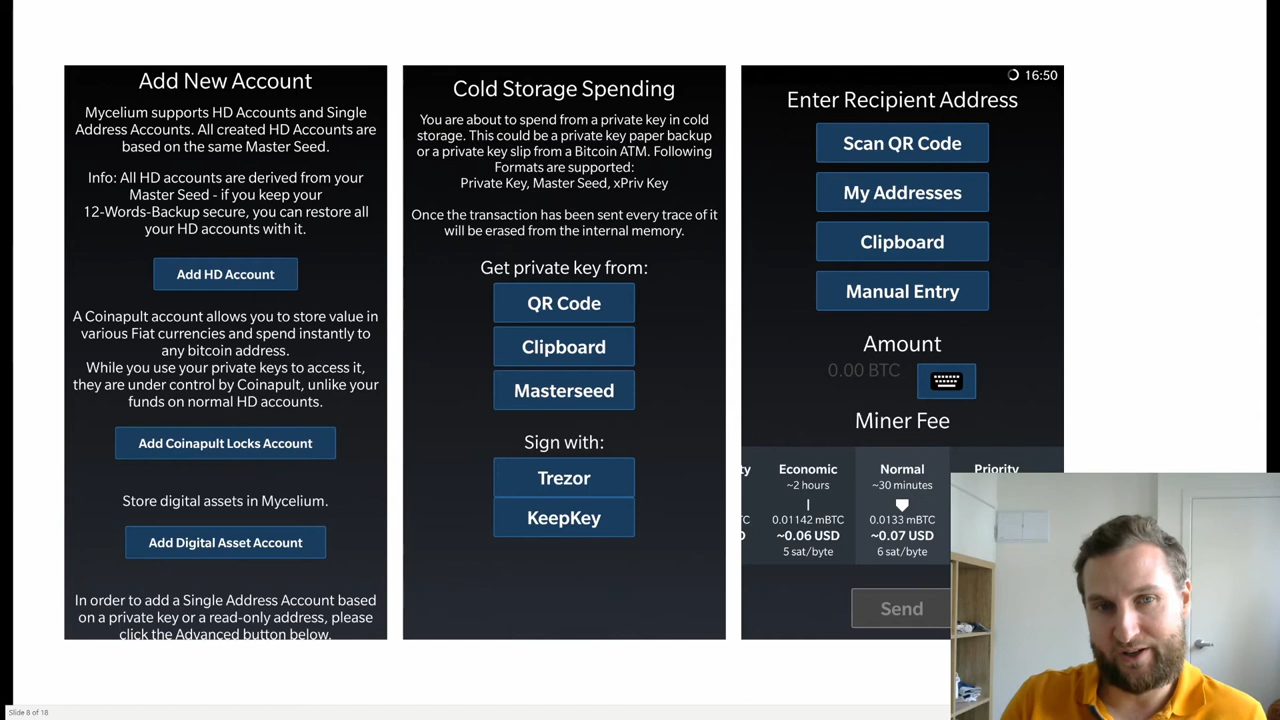 Add New Account
Mycelium supports HD Accounts and Single
Address Accounts. All created HD Accounts are
based on the same Master Seed.
Info: All HD accounts are derived from your
Master Seed - if you keep your
12-Words-Backup secure, you can restore all
your HD accounts with it.
Add HD Account
A Coinapult account allows you to store value in
various Fiat currencies and spend instantly to
any bitcoin address.
While you use your private keys to access it,
they are under control by Coinapult, unlike your
funds on normal HD accounts.
Add Coinapult Locks Account
Store digital assets in Mycelium.
Add Digital Asset Account
In order to add a Single Address Account based
on a private key or a read-only address, please
click the Advanced button below.
Cold Storage Spending
You are about to spend from a private key in cold
storage. This could be a private key paper backup
or a private key slip from a Bitcoin ATM. Following
Formats are supported:
Private Key, Master Seed, xPriv Key
Once the transaction has been sent every trace of it
will be erased from the internal memory.
Get private key from:
QR Code
Clipboard
Masterseed
Sign with:
Trezor
KeepKey
16:50
Enter Recipient Address
Scan QR Code
My Addresses
Clipboard
Manual Entry
Amount
0.00 BTC
Miner Fee
ty Economic Normal Priority
~2 hours ~30 minutes
TC 0.01142 mBTC 0.0133 mBTC
D ~0.06 USD ~0.07 USD
5 sat/byte 6 sat/byte
Send
Slide 8 of 18